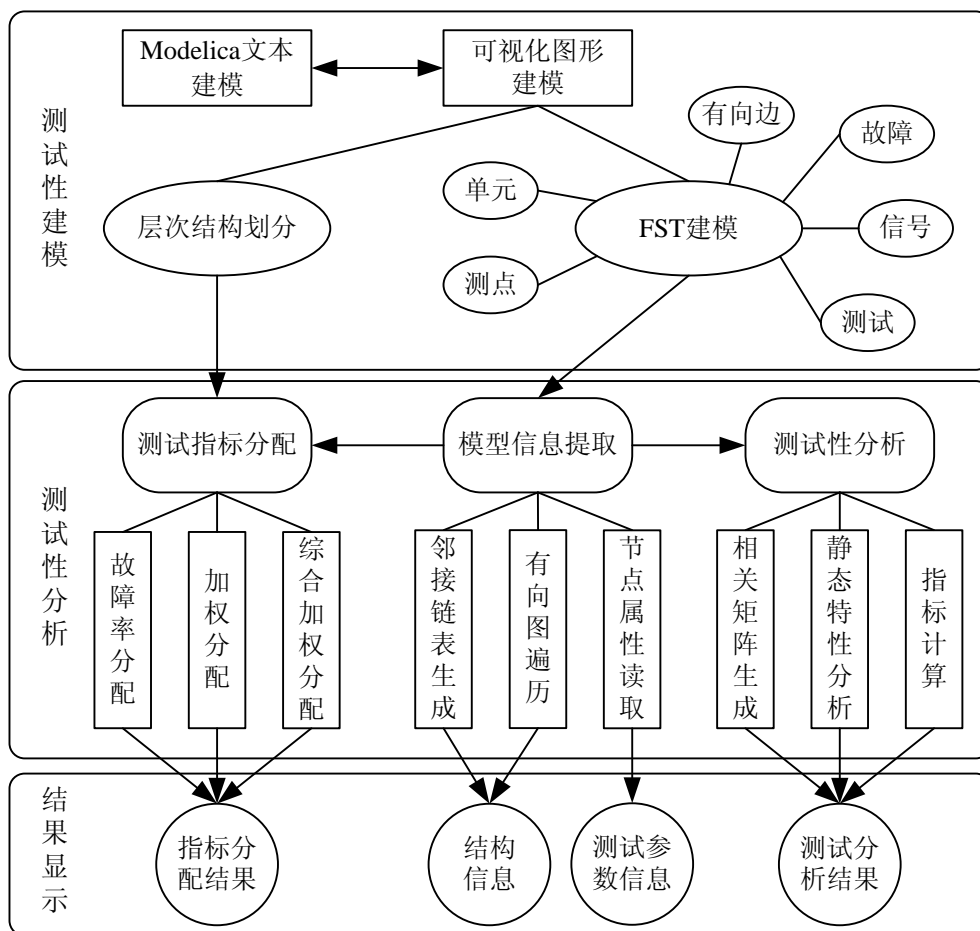 测试性建模
Modelica文本
建模
可视化图形
建模
有向边
故障
单元
层次结构划分
FST建模
信号
测点
测试
测试性分析
测试指标分配
模型信息提取
测试性分析
故障率分配
加权分配
综合加权分配
邻接链表生成
有向图遍历
节点属性读取
相关矩阵生成
静态特性分析
指标计算
结果显示
指标分
配结果
结构
信息
测试参
数信息
测试分
析结果